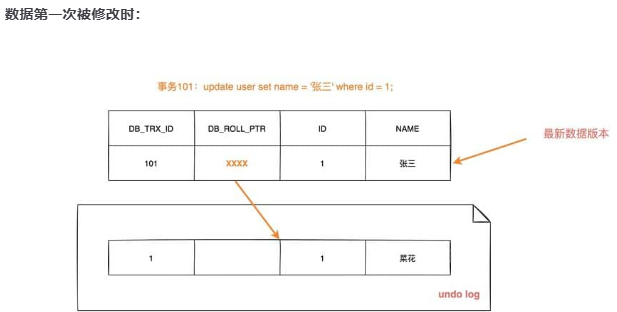 数据第一次被修改时：
事务101：update user set name = '张三' where id = 1;
DB_TRX_ID DB_ROLL_PTR ID NAME
最新数据版本
101 XXXX 1 张三
1 1 菜花
undo log